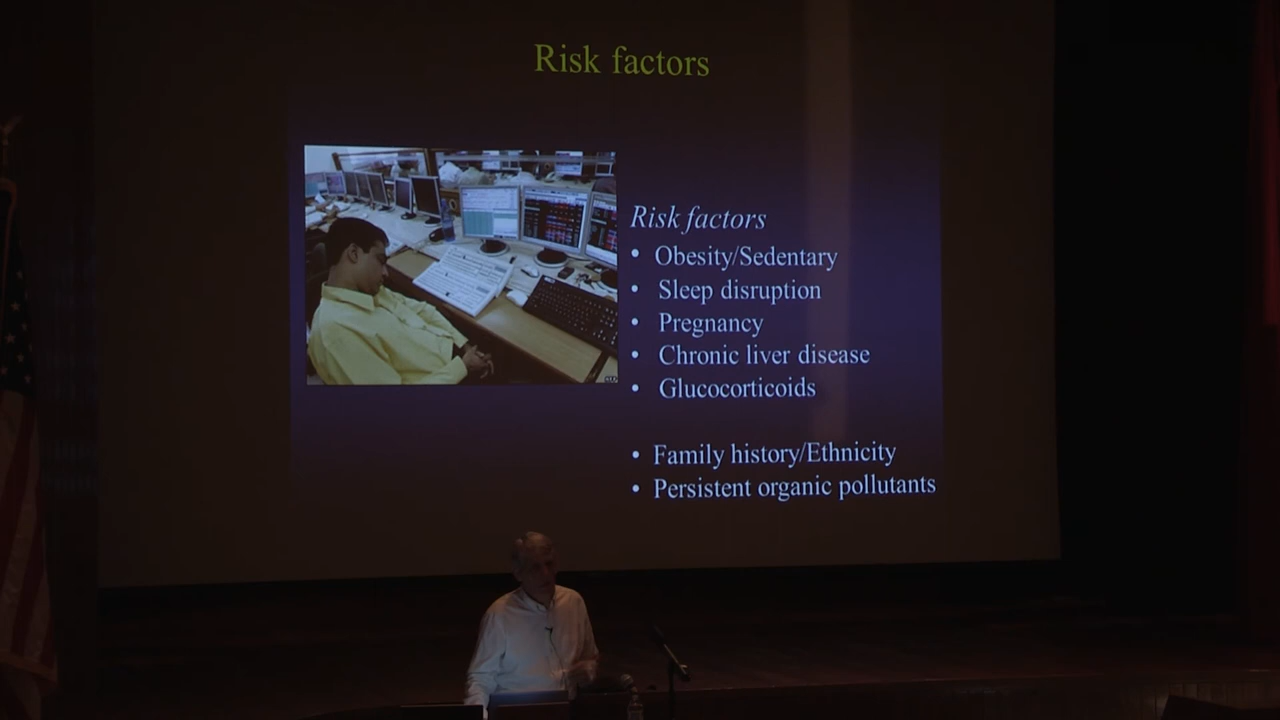 Risk factors
Risk factors
• Obesity/Sedentary
• Sleep disruption
• Pregnancy
• Chronic liver disease
• Glucocorticoids
• Family history/Ethnicity
• Persistent organic pollutants